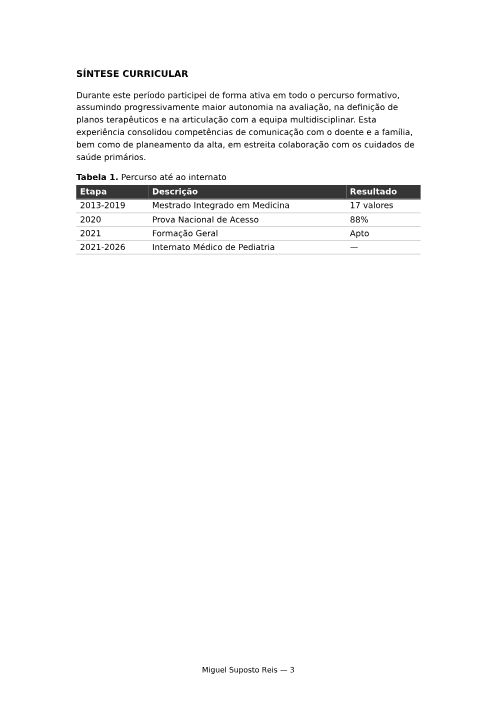 SÍNTESE CURRICULAR
Durante este período participei de forma ativa em todo o percurso formativo,
assumindo progressivamente maior autonomia na avaliação, na definição de
planos terapêuticos e na articulação com a equipa multidisciplinar. Esta
experiência consolidou competências de comunicação com o doente e a família,
bem como de planeamento da alta, em estreita colaboração com os cuidados de
saúde primários.
Tabela 1. Percurso até ao internato
Etapa Descrição Resultado
2013-2019 Mestrado Integrado em Medicina 17 valores
2020 Prova Nacional de Acesso 88%
2021 Formação Geral Apto
2021-2026 Internato Médico de Pediatria —
Miguel Suposto Reis — 3